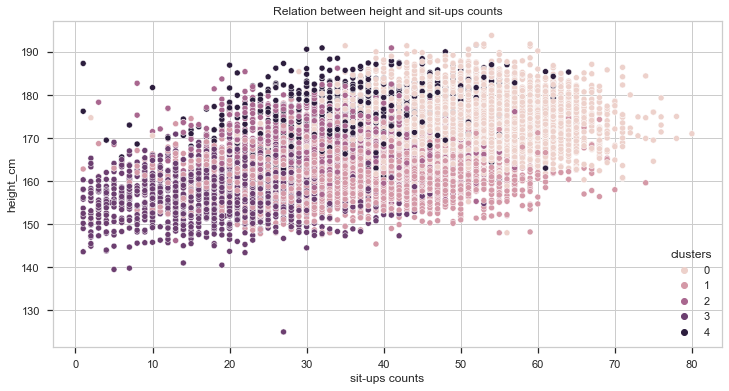 Relation between height and sit-ups counts
height_cm
190
180
170
160
150
140
130
0 10 20 30 40 50 60 70 80
sit-ups counts
clusters
0
1
2
3
4